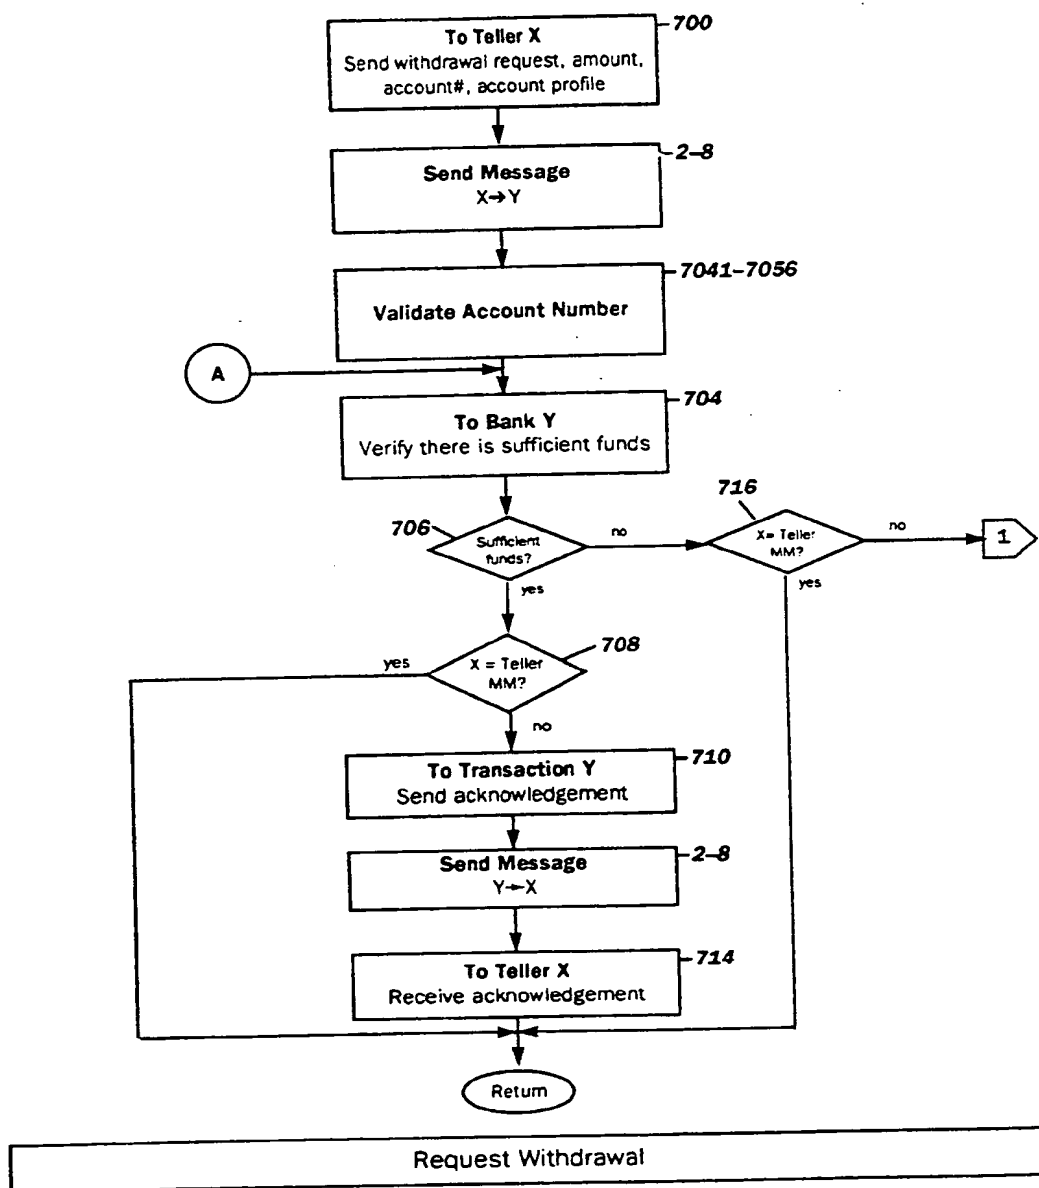 To Teller X
700
Send withdrawal request, amount,
account#, account profile
2-8
Send Message
X→Y
7041-7056
Validate Account Number
A
704
To Bank Y
Verify there is sufficient funds
716
706
Sufficient
funds?
no
X= Teller
MM?
no
1
yes
yes
708
yes
X = Teller
MM?
no
710
To Transaction Y
Send acknowledgement
2-8
Send Message
Y→X
714
To Teller X
Receive acknowledgement
Return
Request Withdrawal